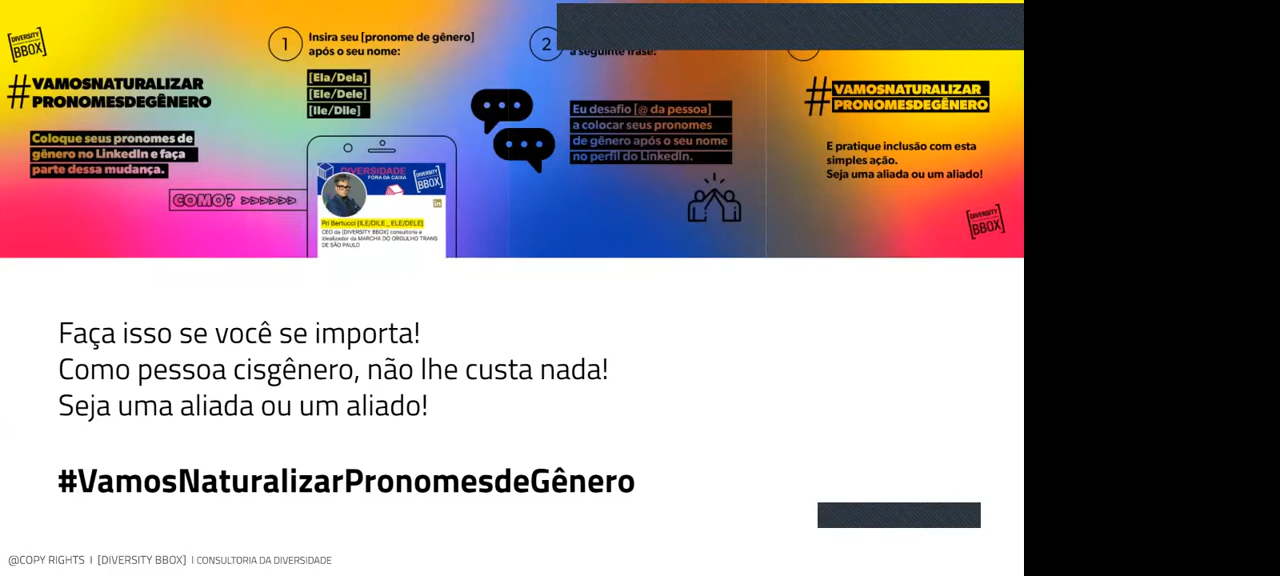 [DIVERSITY
BBOX]
#VAMOSNATURALIZAR
PRONOMESDEGÊNERO
Coloque seus pronomes de
gênero no LinkedIn e faça
parte dessa mudança.
COMO? >>>>>>
1
Insira seu [pronome de gênero]
após o seu nome:
[Ela/Dela]
[Ele/Dele]
[Ile/Dile]
DIVERSIDADE
FORA DA CAIXA
[DIVERSITY
BBOX]
in
Pri Bertucci [ILE/DILE _ ELE/DELE]
CEO da [DIVERSITY BBOX] consultoria e
idealizador da MARCHA DO ORGULHO TRANS
DE SÃO PAULO
2
a seguinte frase:
Eu desafio [@ da pessoa]
a colocar seus pronomes
de gênero após o seu nome
no perfil do LinkedIn.
#VAMOSNATURALIZAR
PRONOMESDEGÊNERO
E pratique inclusão com esta
simples ação.
Seja uma aliada ou um aliado!
[DIVERSITY
BBOX]
Faça isso se você se importa!
Como pessoa cisgênero, não lhe custa nada!
Seja uma aliada ou um aliado!
#VamosNaturalizarPronomesdeGênero
@COPY RIGHTS I [DIVERSITY BBOX] I CONSULTORIA DA DIVERSIDADE